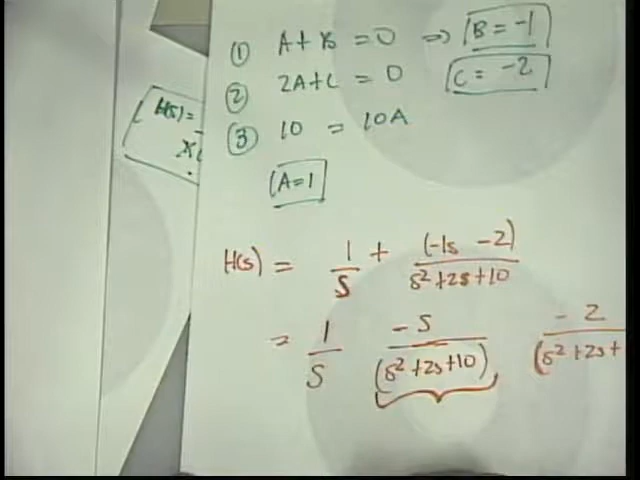 ① A+B = 0 ⇒ B = -1
② 2A+C = 0 C = -2
③ 10 = 10A
A=1
H(s) =
H(s) = 1/s + (-1s -2)/(s²+2s+10)
= 1/s -s/(s²+2s+10) -2/(s²+2s+